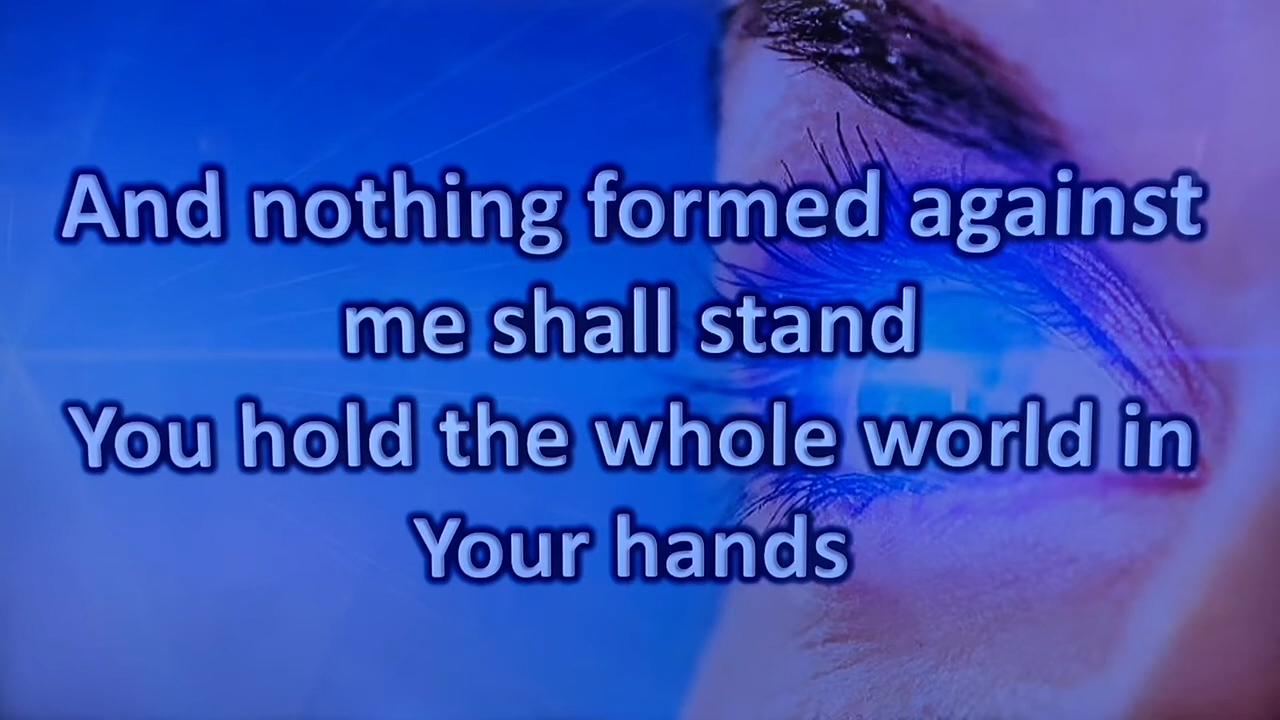 And nothing formed against
me shall stand
You hold the whole world in
Your hands